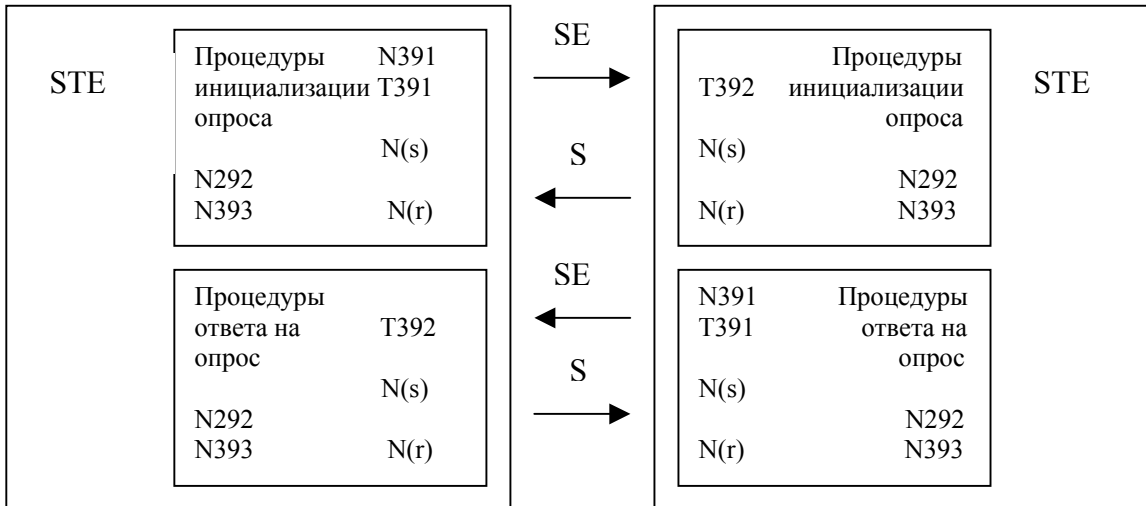 STE
Процедуры N391
инициализации T391
опроса
N(s)
N292
N393 N(r)
Процедуры
ответа на T392
опрос
N(s)
N292
N393 N(r)
SE
S
SE
S
Процедуры
T392 инициализации
опроса
N(s)
N292
N(r) N393
STE
N391 Процедуры
T391 ответа на
опрос
N(s)
N292
N(r) N393